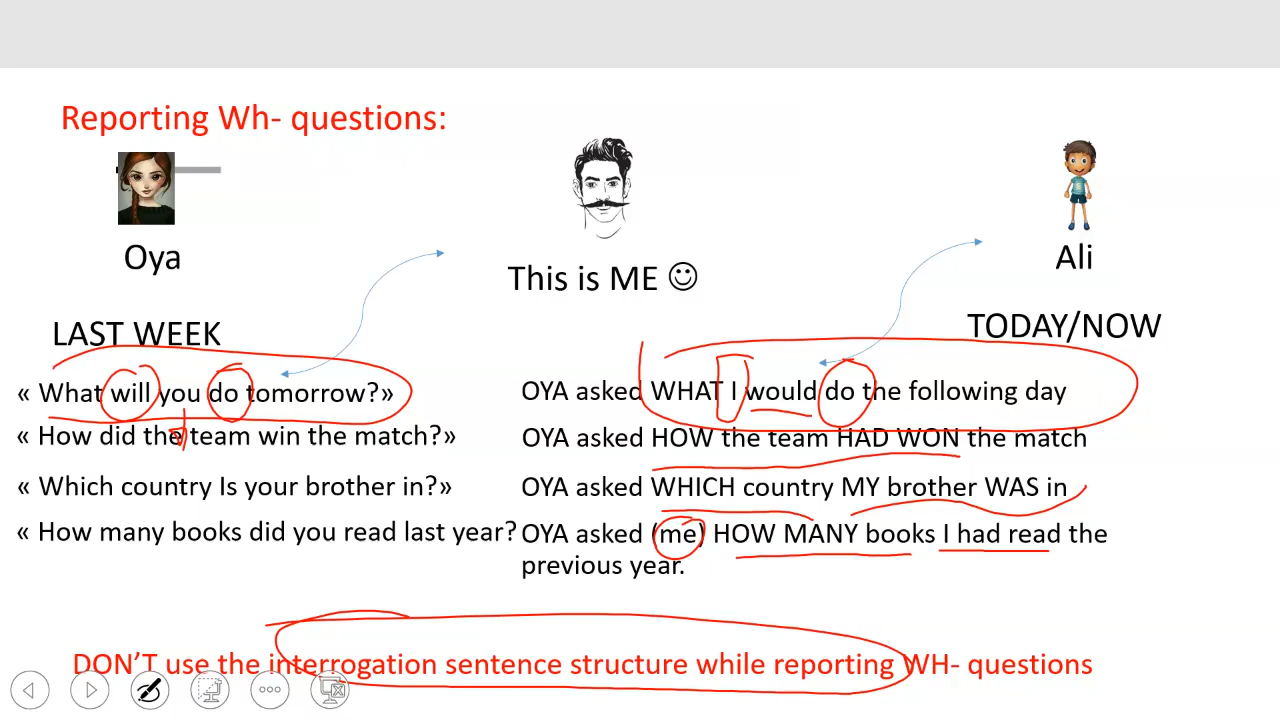 Reporting Wh- questions:
Oya
This is ME ☺
Ali
LAST WEEK
TODAY/NOW
« What will you do tomorrow?»
OYA asked WHAT I would do the following day
« How did the team win the match?»
OYA asked HOW the team HAD WON the match
« Which country Is your brother in?»
OYA asked WHICH country MY brother WAS in
« How many books did you read last year?
OYA asked (me) HOW MANY books I had read the
previous year.
DON'T use the interrogation sentence structure while reporting WH- questions